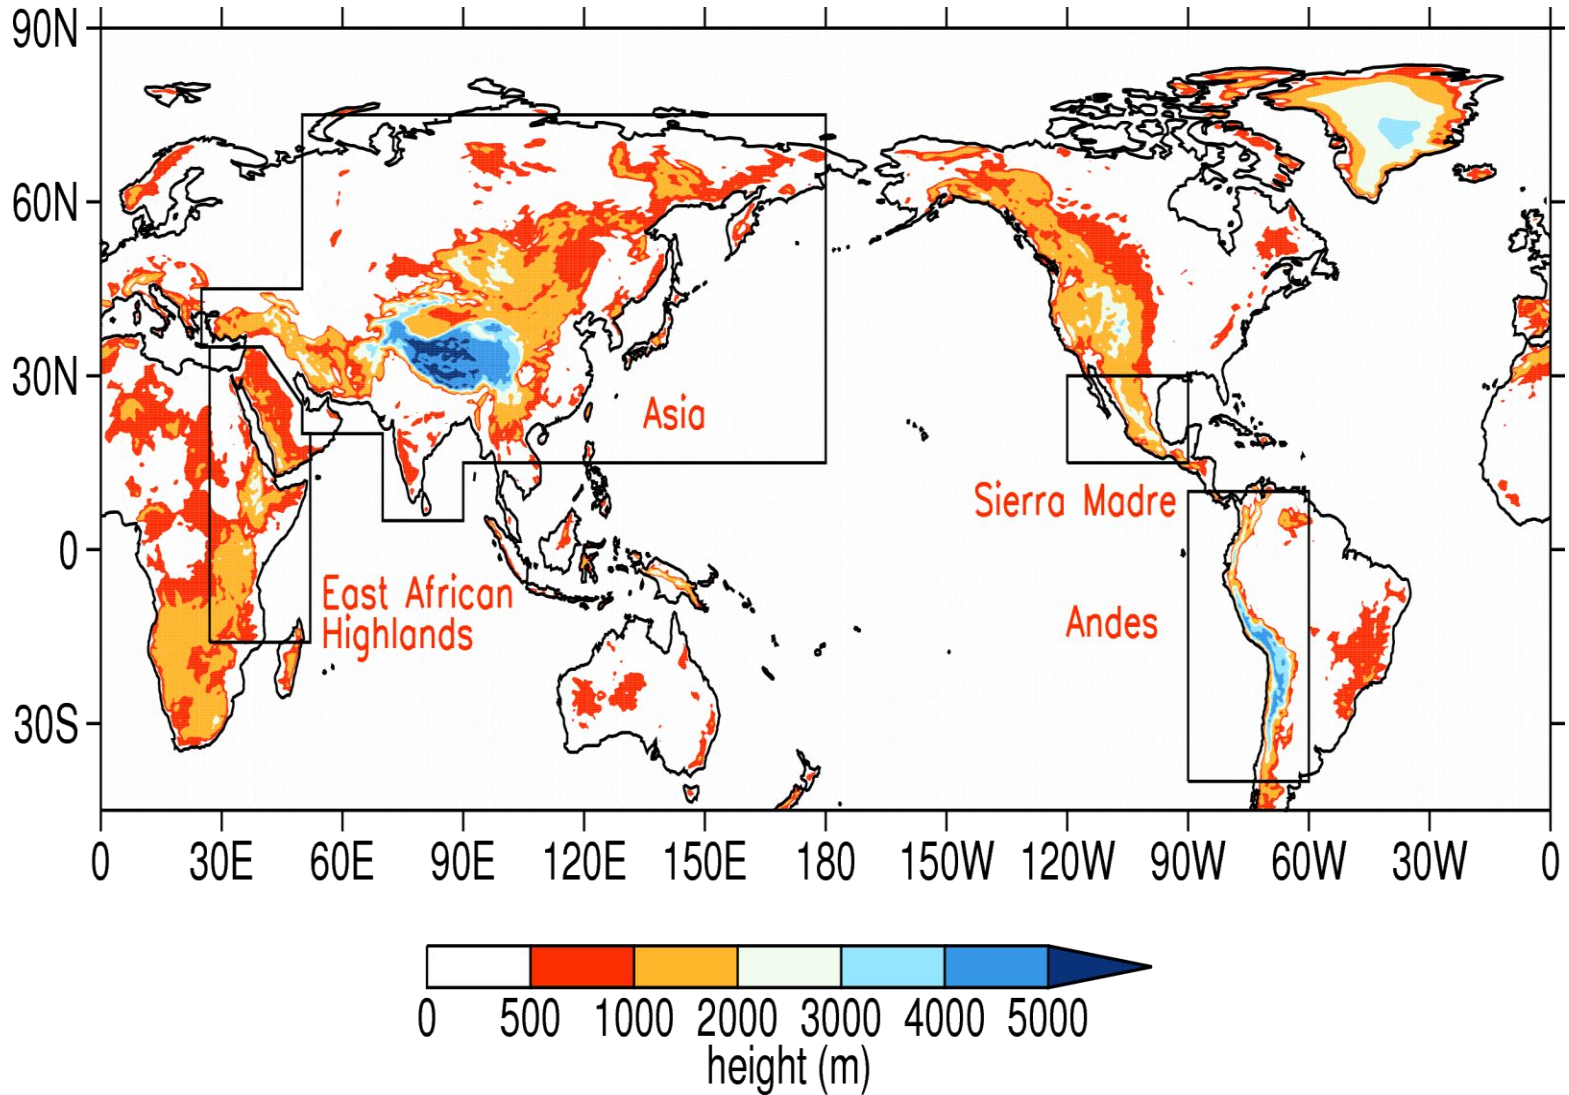 90N
60N
30N
0
30S
Asia
Sierra Madre
East African
Highlands
Andes
0 30E 60E 90E 120E 150E 180 150W 120W 90W 60W 30W 0
0 500 1000 2000 3000 4000 5000
height (m)